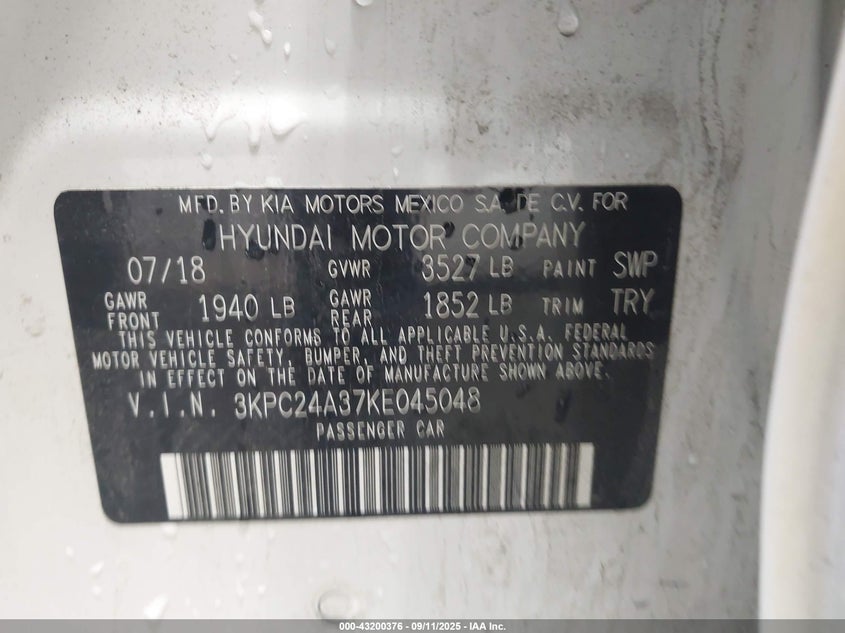 MFD. BY KIA MOTORS MEXICO S.A. DE C.V. FOR
HYUNDAI MOTOR COMPANY
07/18 GVWR 3527 LB PAINT SWP
GAWR FRONT 1940 LB GAWR REAR 1852 LB TRIM TRY
THIS VEHICLE CONFORMS TO ALL APPLICABLE U.S.A. FEDERAL
MOTOR VEHICLE SAFETY, BUMPER, AND THEFT PREVENTION STANDARDS
IN EFFECT ON THE DATE OF MANUFACTURE SHOWN ABOVE.
V.I.N. 3KPC24A37KE045048
PASSENGER CAR
000-43200376 - 09/11/2025 - IAA Inc.